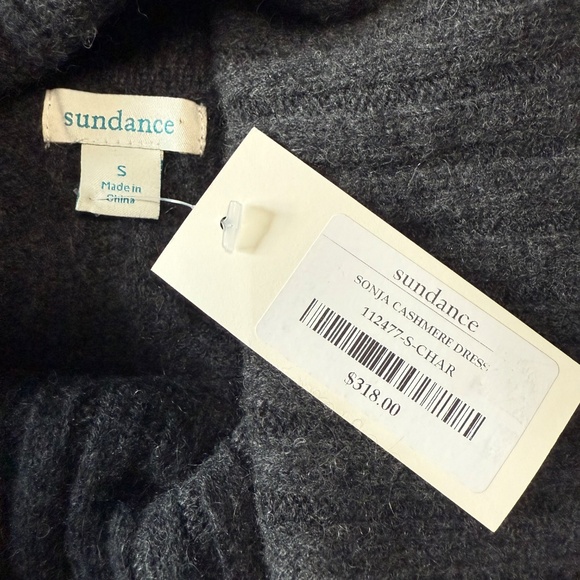 sundance
S
Made in
China
sundance
SONJA CASHMERE DRESS
112477-S-CHAR
$318.00